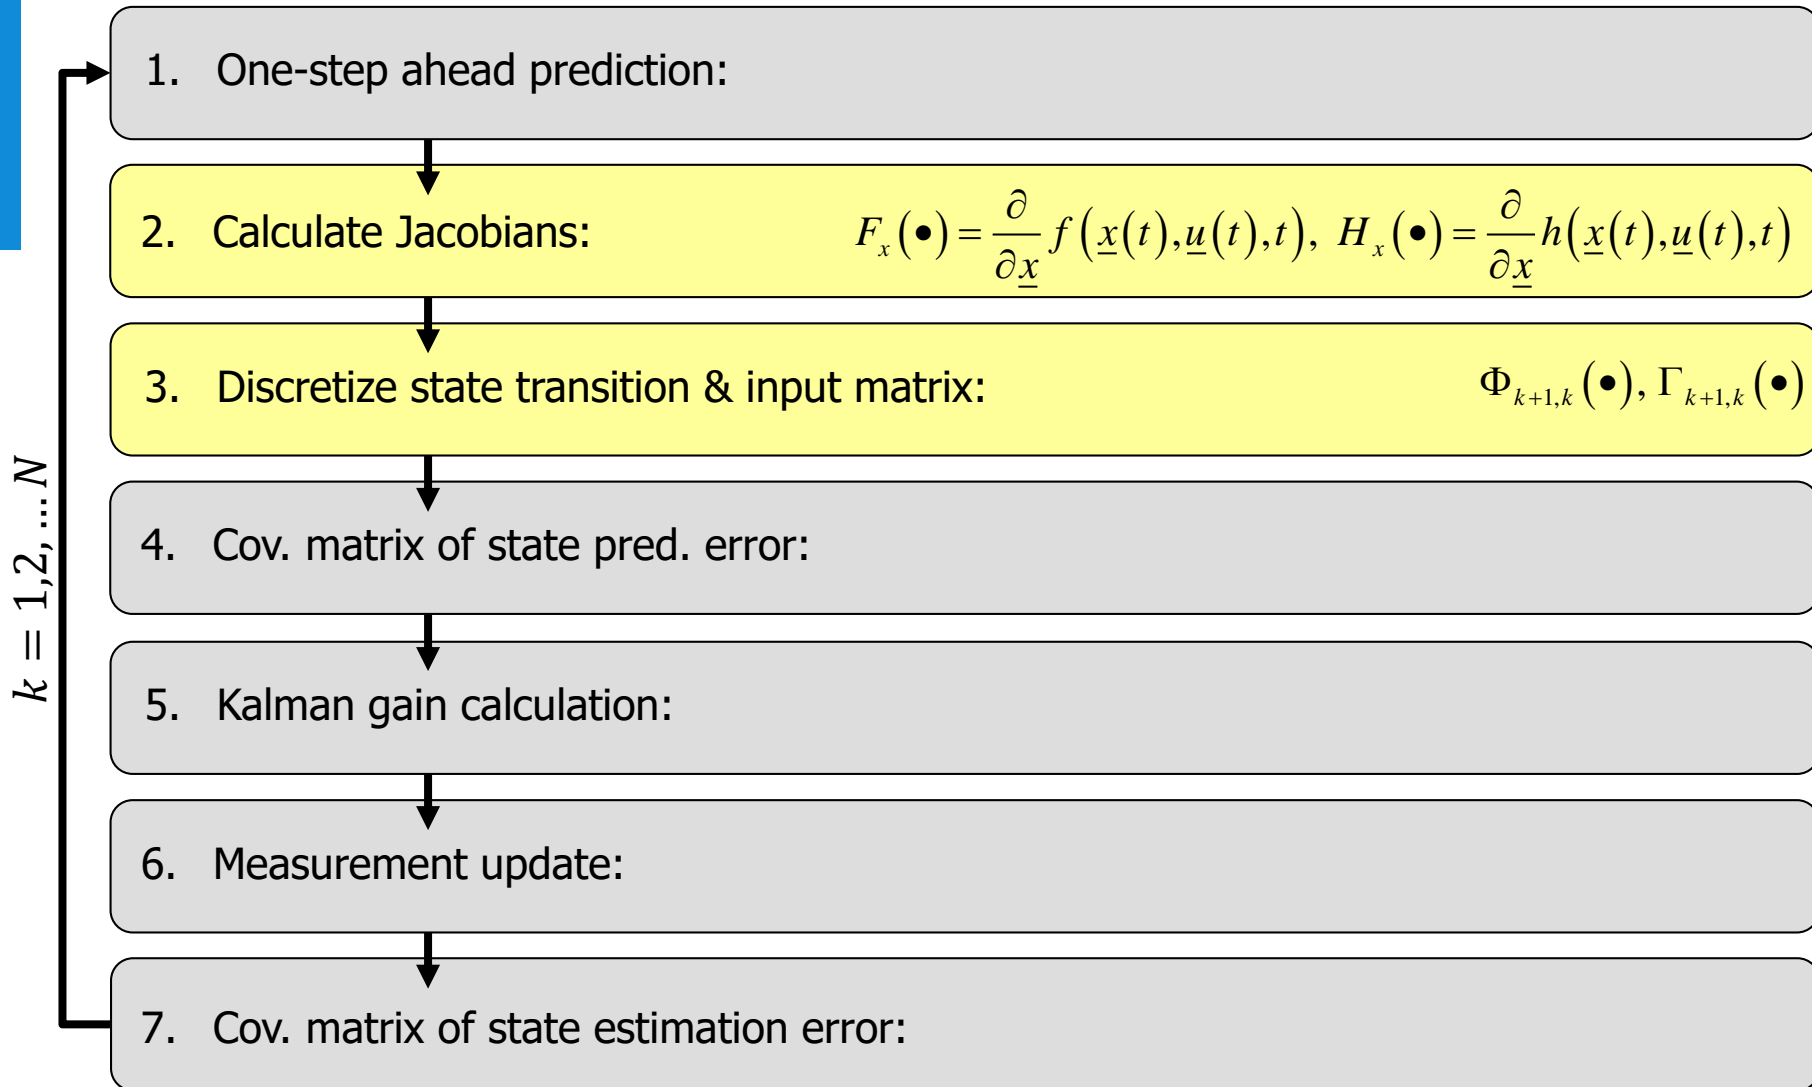 1. One-step ahead prediction:
2. Calculate Jacobians: F_x(•) = ∂/∂x̲ f(x̲(t),u̲(t),t), H_x(•) = ∂/∂x̲ h(x̲(t),u̲(t),t)
3. Discretize state transition & input matrix: Φ_{k+1,k}(•), Γ_{k+1,k}(•)
4. Cov. matrix of state pred. error:
5. Kalman gain calculation:
6. Measurement update:
7. Cov. matrix of state estimation error:
k = 1,2, … N